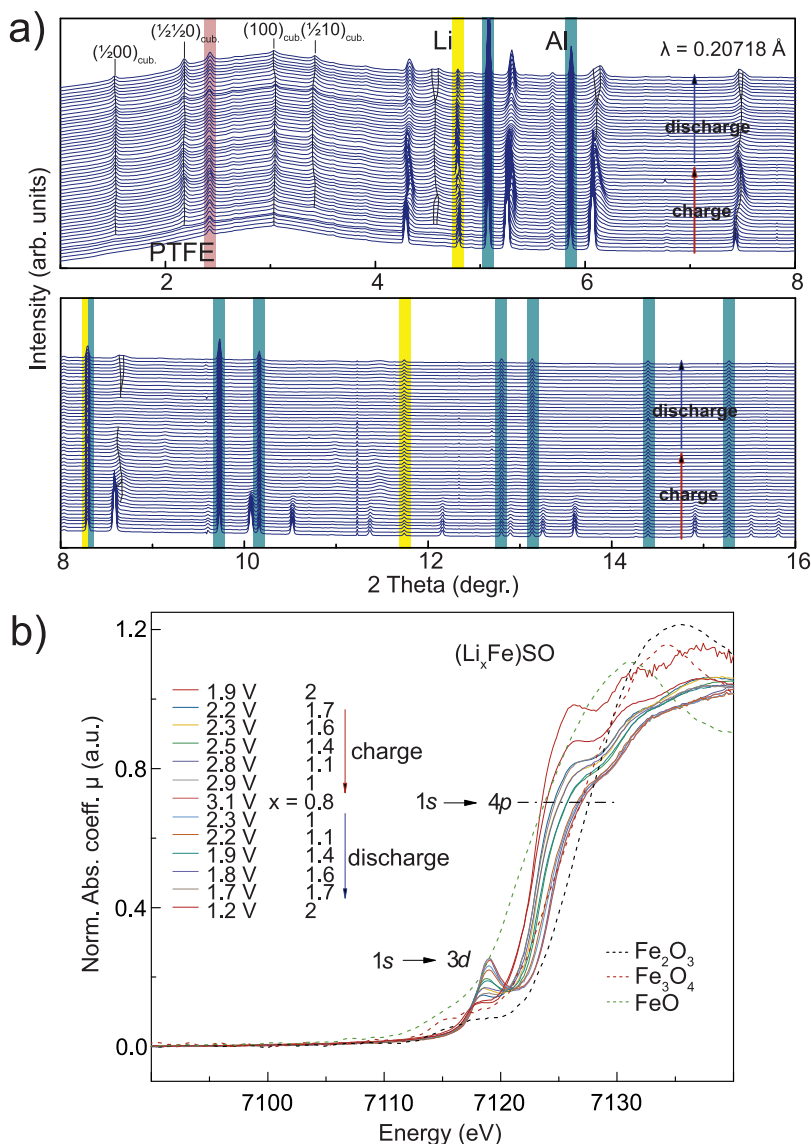 a)
(½00)cub.
(½½0)cub.
(100)cub.
(½10)cub.
Li
Al
λ = 0.20718 Å
discharge
charge
PTFE
2
4
6
8
discharge
charge
8
10
12
14
16
Intensity (arb. units)
2 Theta (degr.)
b)
(LiₓFe)SO
1.9 V 2
2.2 V 1.7
2.3 V 1.6
2.5 V 1.4
2.8 V 1.1
2.9 V 1
3.1 V x = 0.8
2.3 V 1
2.2 V 1.1
1.9 V 1.4
1.8 V 1.6
1.7 V 1.7
1.2 V 2
charge
discharge
1s → 4p
1s → 3d
Fe₂O₃
Fe₃O₄
FeO
1.2
0.8
0.4
0.0
Norm. Abs. coeff. μ (a.u.)
7100
7110
7120
7130
Energy (eV)